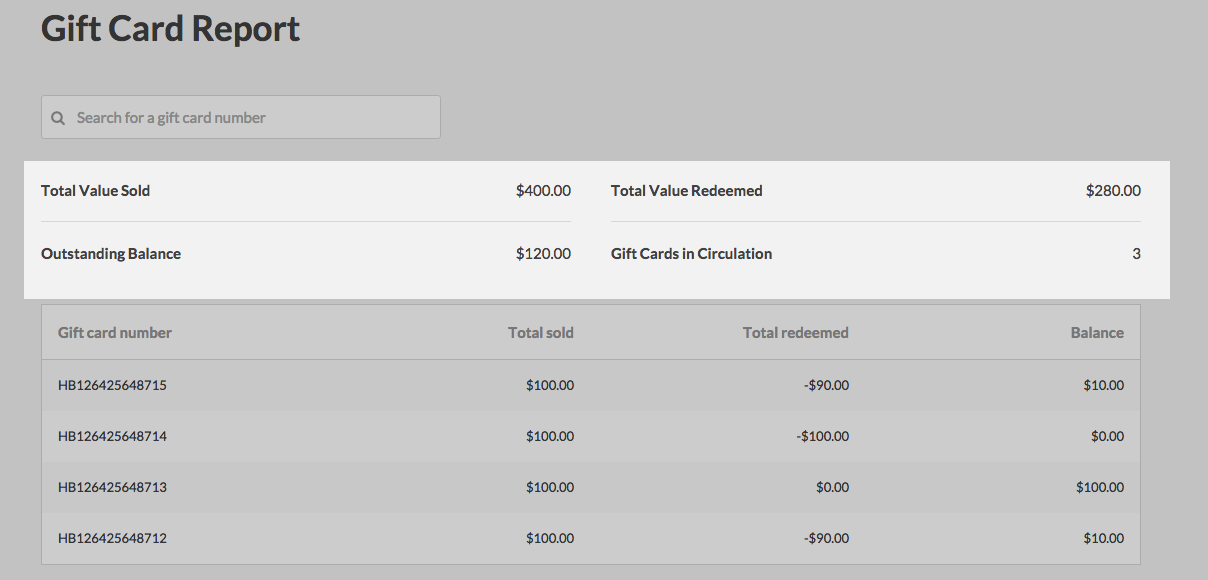 Gift Card Report
Search for a gift card number
Total Value Sold $400.00 Total Value Redeemed $280.00
Outstanding Balance $120.00 Gift Cards in Circulation 3
Gift card number Total sold Total redeemed Balance
HB126425648715 $100.00 -$90.00 $10.00
HB126425648714 $100.00 -$100.00 $0.00
HB126425648713 $100.00 $0.00 $100.00
HB126425648712 $100.00 -$90.00 $10.00